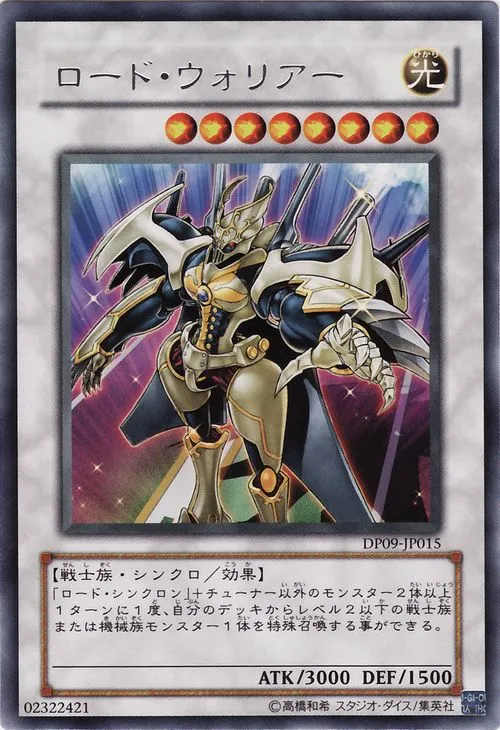 ロード・ウォリアー
光
DP09-JP015
【戦士族・シンクロ/効果】
「ロード・シンクロン」+チューナー以外のモンスター2体以上
1ターンに1度、自分のデッキからレベル2以下の戦士族
または機械族モンスター1体を特殊召喚する事ができる。
ATK/3000 DEF/1500
02322421
©高橋和希 スタジオ・ダイス/集英社